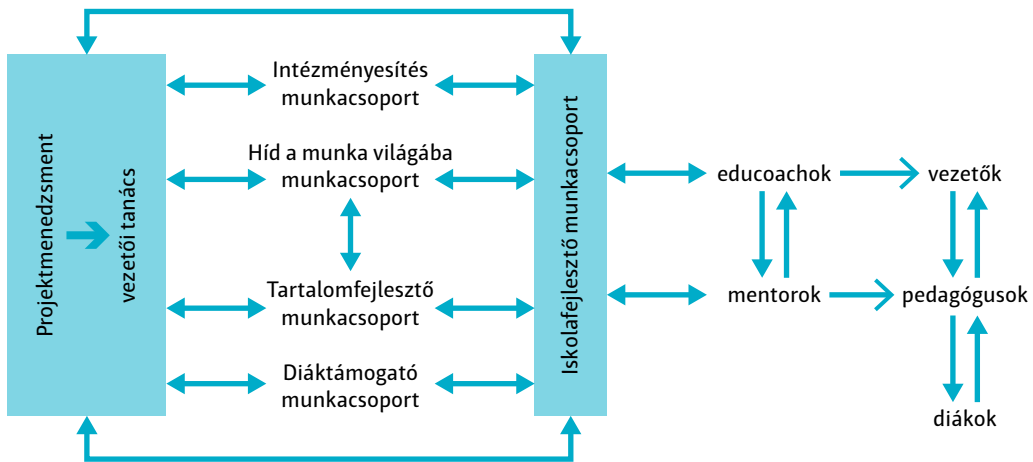 Projektmenedzsment
vezetői tanács
Intézményesítés
munkacsoport
Híd a munka világába
munkacsoport
Tartalomfejlesztő
munkacsoport
Diáktámogató
munkacsoport
Iskolafejlesztő munkacsoport
educoachok
vezetők
mentorok
pedagógusok
diákok